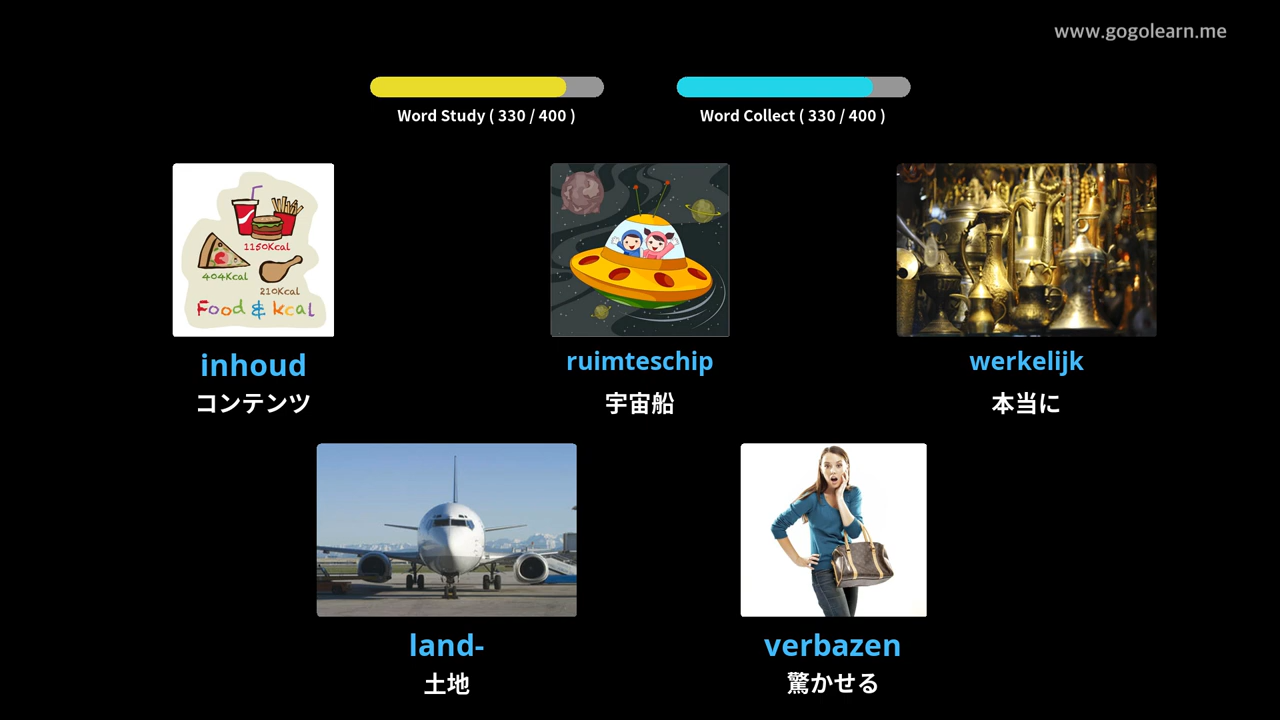 www.gogolearn.me
Word Study ( 330 / 400 )
Word Collect ( 330 / 400 )
1150Kcal
404Kcal
210Kcal
Food & kcal
inhoud
コンテンツ
ruimteschip
宇宙船
werkelijk
本当に
land-
土地
verbazen
驚かせる